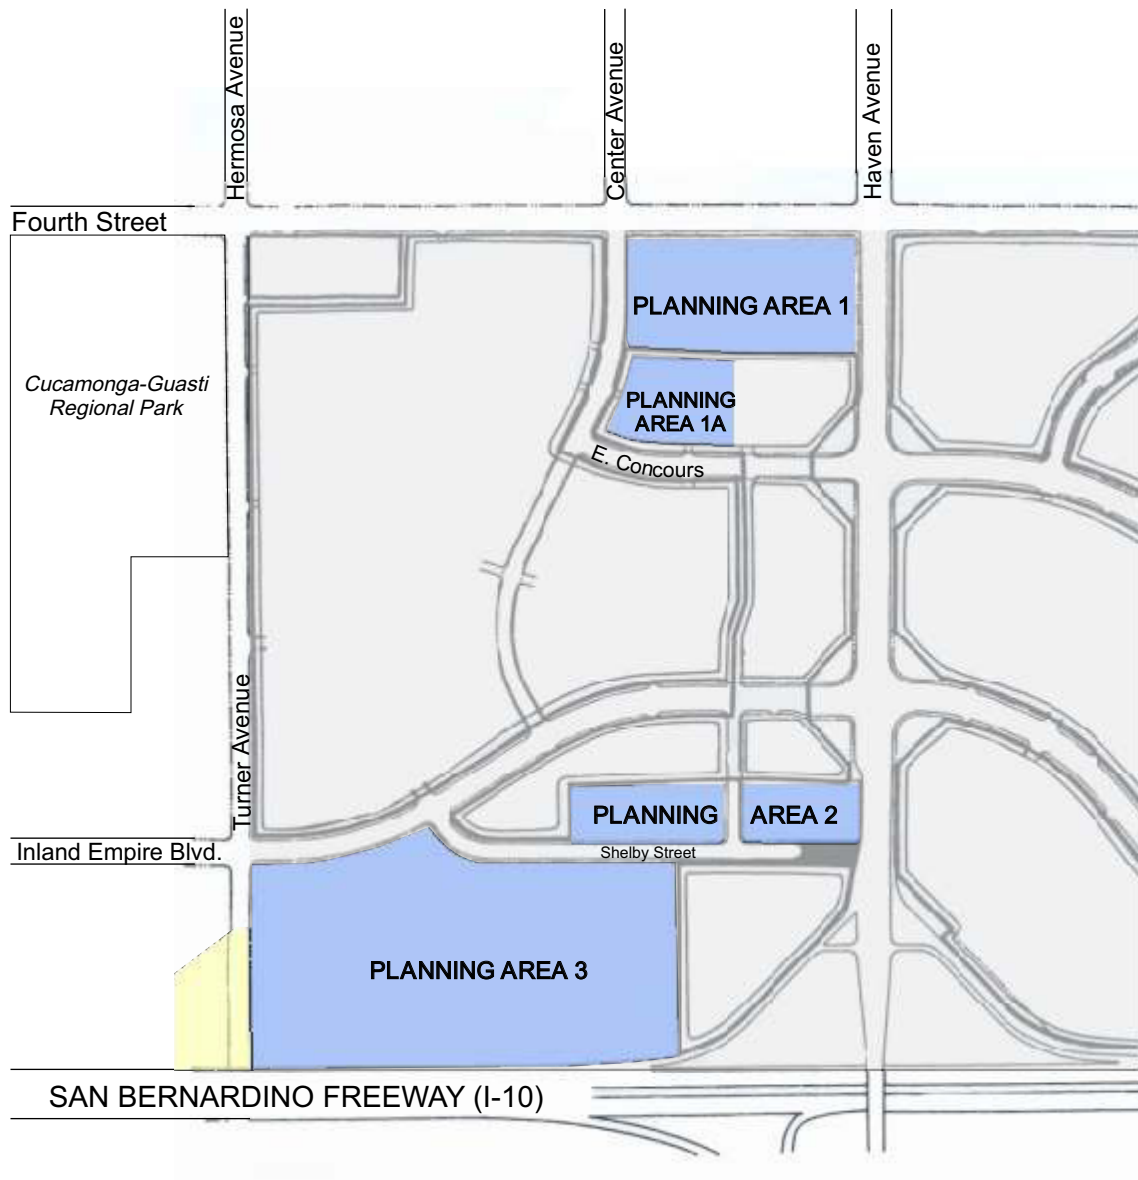 Hermosa Avenue
Center Avenue
Haven Avenue
Fourth Street
PLANNING AREA 1
Cucamonga-Guasti
Regional Park
PLANNING
AREA 1A
E. Concours
Turner Avenue
PLANNING AREA 2
Inland Empire Blvd.
Shelby Street
PLANNING AREA 3
SAN BERNARDINO FREEWAY (I-10)